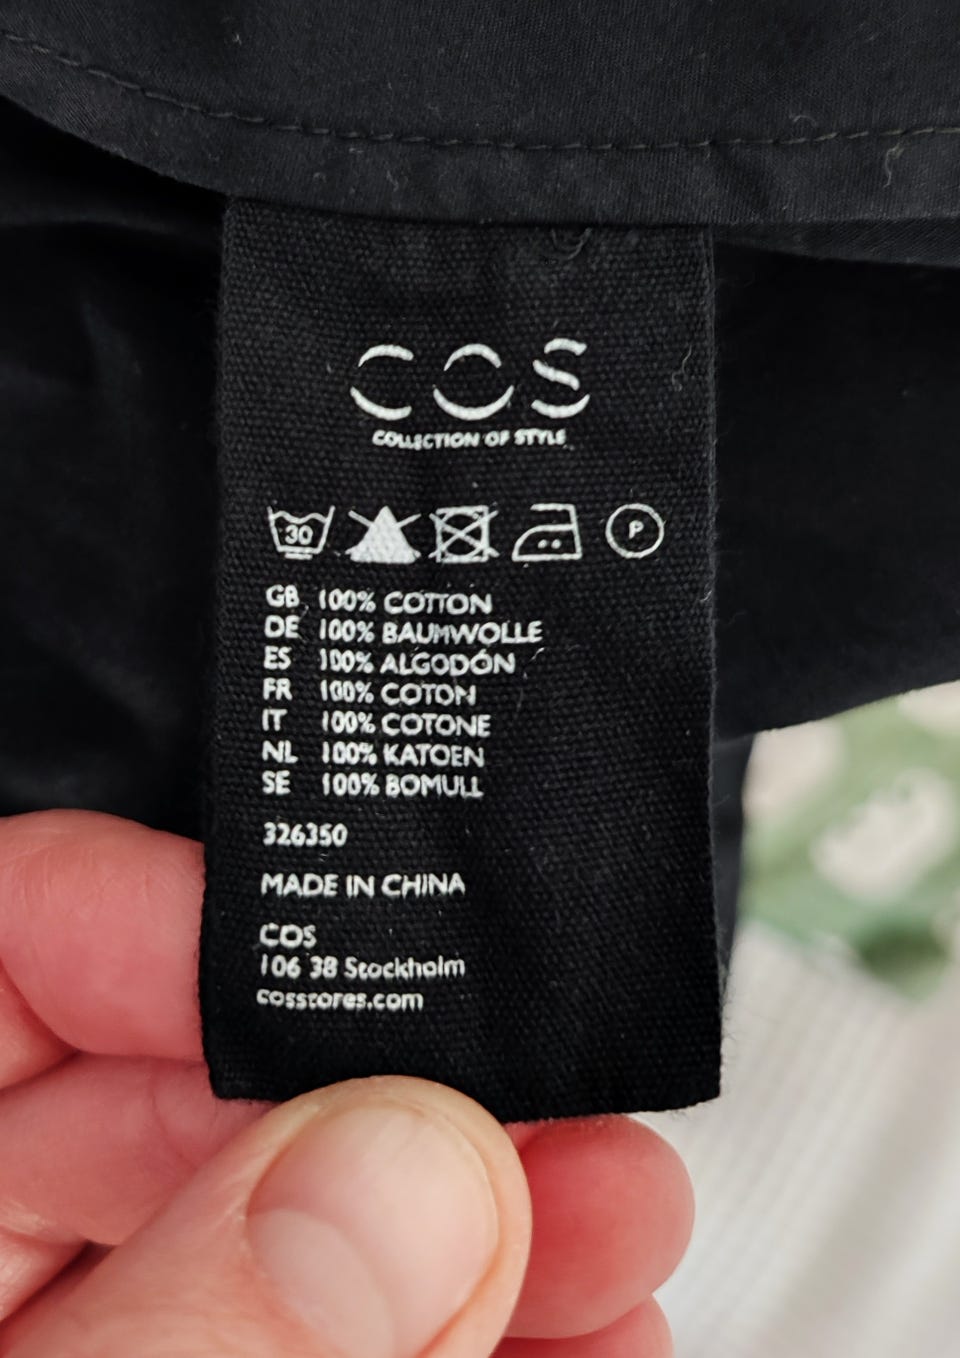 COS
COLLECTION OF STYLE
30 P
GB 100% COTTON
DE 100% BAUMWOLLE
ES 100% ALGODÓN
FR 100% COTON
IT 100% COTONE
NL 100% KATOEN
SE 100% BOMULL
326350
MADE IN CHINA
COS
106 38 Stockholm
cosstores.com